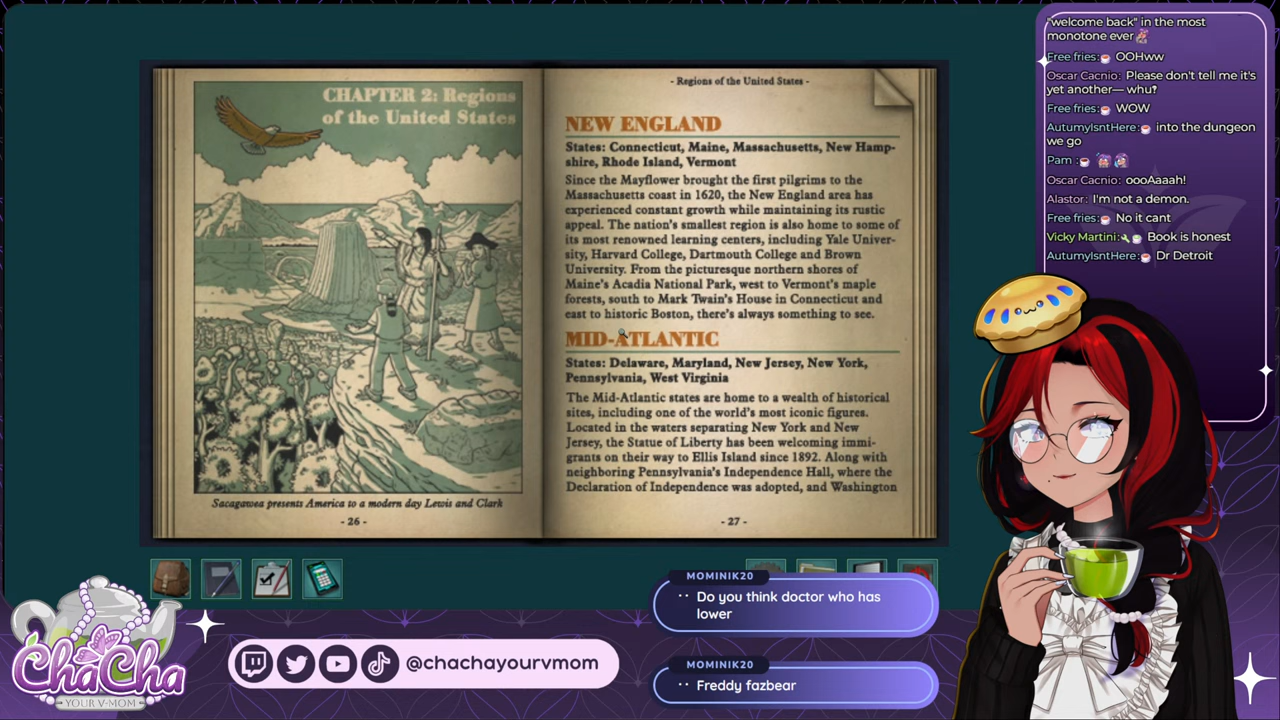 CHAPTER 2: Regions
of the United States
Sacagawea presents America to a modern day Lewis and Clark
- 26 -
- Regions of the United States -
NEW ENGLAND
States: Connecticut, Maine, Massachusetts, New Hamp-
shire, Rhode Island, Vermont
Since the Mayflower brought the first pilgrims to the
Massachusetts coast in 1620, the New England area has
experienced constant growth while maintaining its rustic
appeal. The nation's smallest region is also home to some of
its most renowned learning centers, including Yale Univer-
sity, Harvard College, Dartmouth College and Brown
University. From the picturesque northern shores of
Maine's Acadia National Park, west to Vermont's maple
forests, south to Mark Twain's House in Connecticut and
east to historic Boston, there's always something to see.
MID-ATLANTIC
States: Delaware, Maryland, New Jersey, New York,
Pennsylvania, West Virginia
The Mid-Atlantic states are home to a wealth of historical
sites, including one of the world's most iconic figures.
Located in the waters separating New York and New
Jersey, the Statue of Liberty has been welcoming immi-
grants on their way to Ellis Island since 1892. Along with
neighboring Pennsylvania's Independence Hall, where the
Declaration of Independence was adopted, and Washington
- 27 -
"welcome back" in the most
monotone ever
Free fries: OOHww
Oscar Cacnio: Please don't tell me it's
yet another— whu?
Free fries: WOW
AutumyIsntHere: into the dungeon
we go
Pam :
Oscar Cacnio: oooAaaah!
Alastor: I'm not a demon.
Free fries: No it cant
Vicky Martini: Book is honest
AutumyIsntHere: Dr Detroit
MOMINIK20
Do you think doctor who has
lower
MOMINIK20
Freddy fazbear
ChaCha
YOUR V-MOM
@chachayourvmom